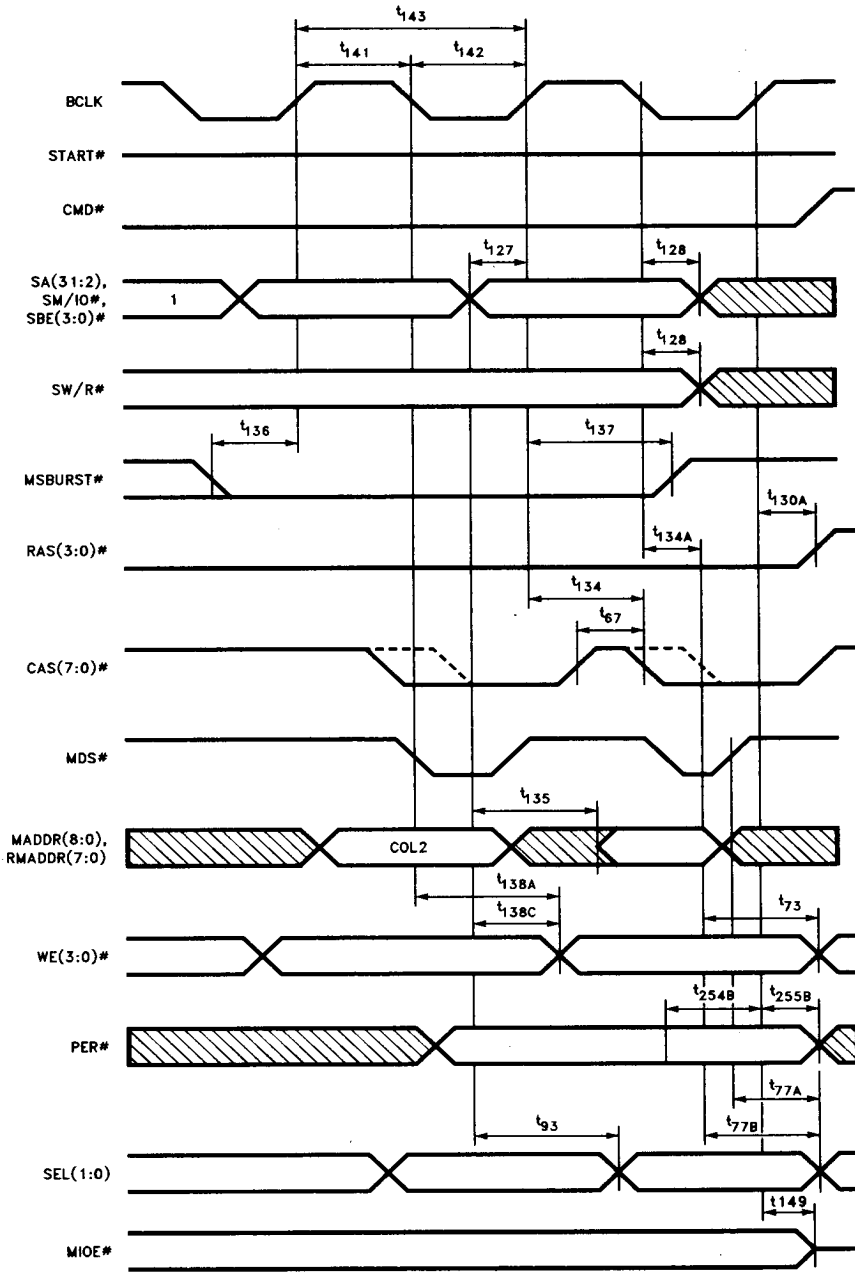 t143
t141 t142
BCLK
START#
CMD#
t127 t128
SA(31:2),
SM/IO#,
SBE(3:0)#
1
t128
SW/R#
t136 t137
MSBURST#
t130A
RAS(3:0)#
t134A
t134
t67
CAS(7:0)#
MDS#
t135
MADDR(8:0),
RMADDR(7:0)
COL2
t138A
t138C
t73
WE(3:0)#
t254B t255B
PER#
t77A
t93 t77B
SEL(1:0)
t149
MIOE#